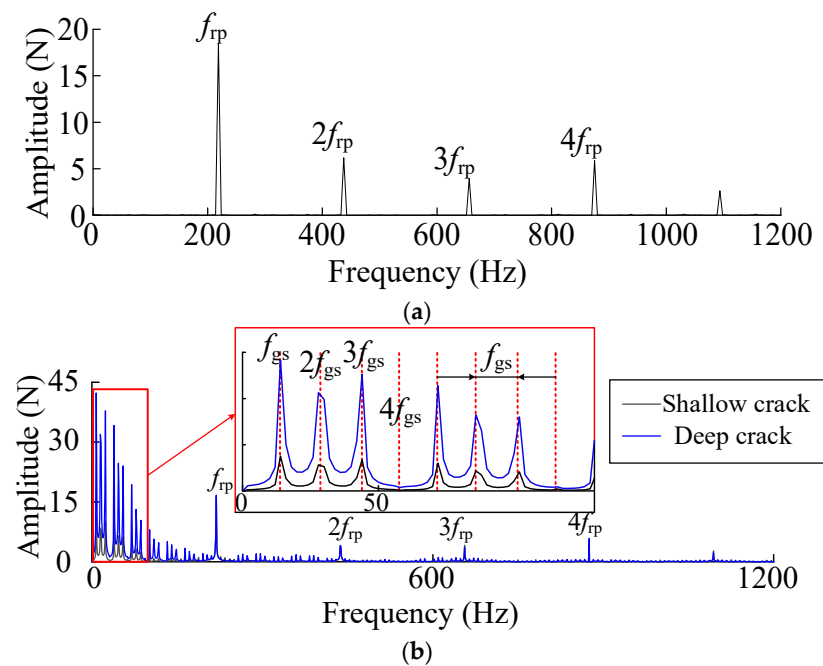 20
15
10
5
0
Amplitude (N)
f_rp
2f_rp
3f_rp
4f_rp
0 200 400 600 800 1000 1200
Frequency (Hz)
(a)
45
30
15
0
Amplitude (N)
f_gs
2f_gs
3f_gs
4f_gs
f_gs
0 50
Shallow crack
Deep crack
f_rp
2f_rp
3f_rp
4f_rp
0 600 1200
Frequency (Hz)
(b)